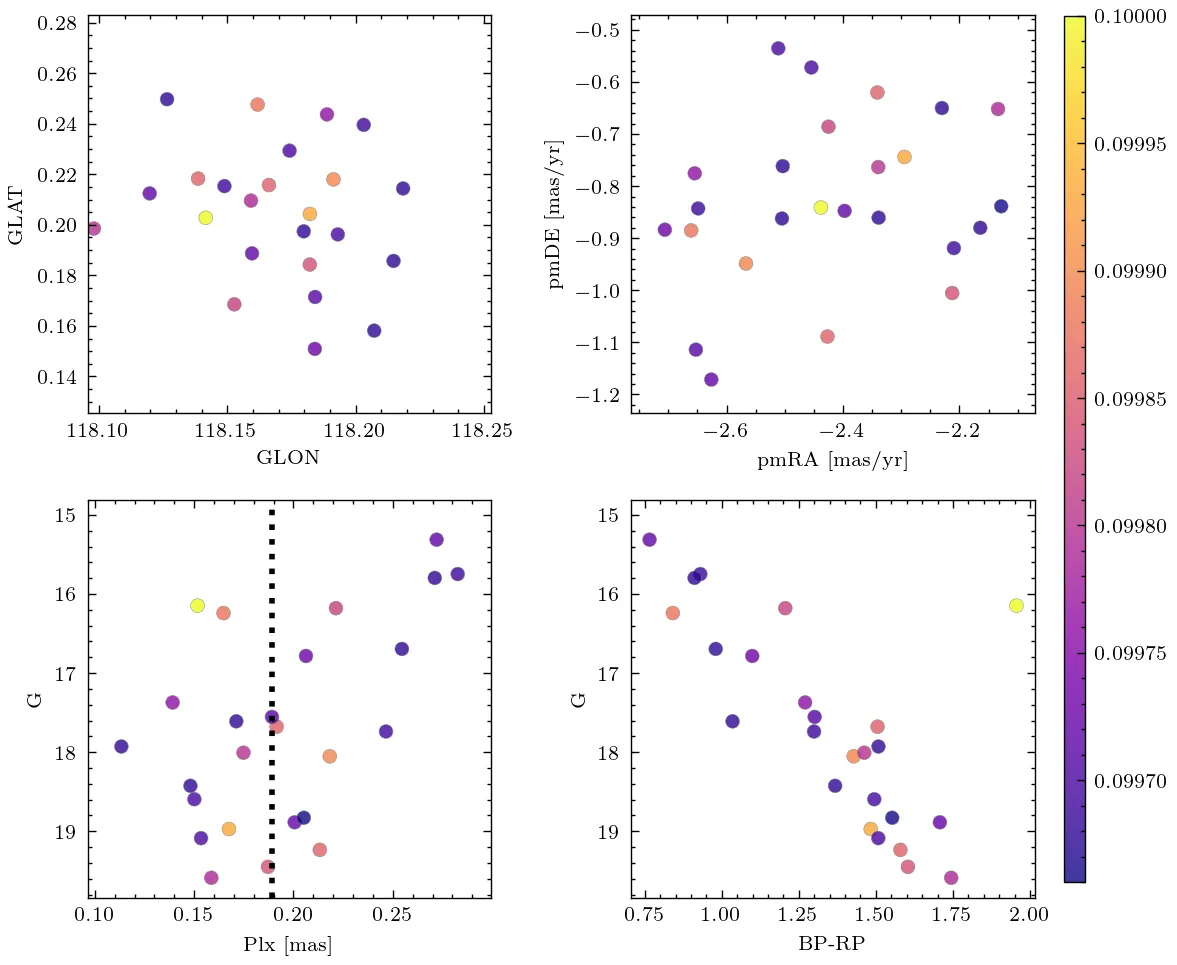 0.28
0.26
0.24
0.22
0.20
0.18
0.16
0.14
GLAT
118.10 118.15 118.20 118.25
GLON
−0.5
−0.6
−0.7
−0.8
−0.9
−1.0
−1.1
−1.2
pmDE [mas/yr]
−2.6 −2.4 −2.2
pmRA [mas/yr]
0.10000
0.09995
0.09990
0.09985
0.09980
0.09975
0.09970
15
16
17
18
19
G
0.10 0.15 0.20 0.25
Plx [mas]
15
16
17
18
19
G
0.75 1.00 1.25 1.50 1.75 2.00
BP-RP